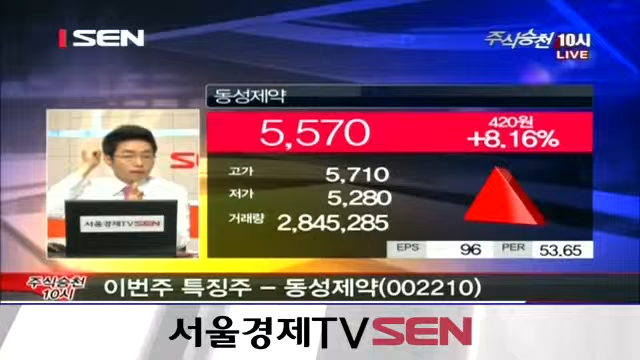 SEN
주식승천 10시
LIVE
동성제약
5,570
420원
+8.16%
고가 5,710
저가 5,280
거래량 2,845,285
EPS 96 PER 53.65
서울경제TV SEN
주식승천
10시
이번주 특징주 - 동성제약(002210)
서울경제TV SEN